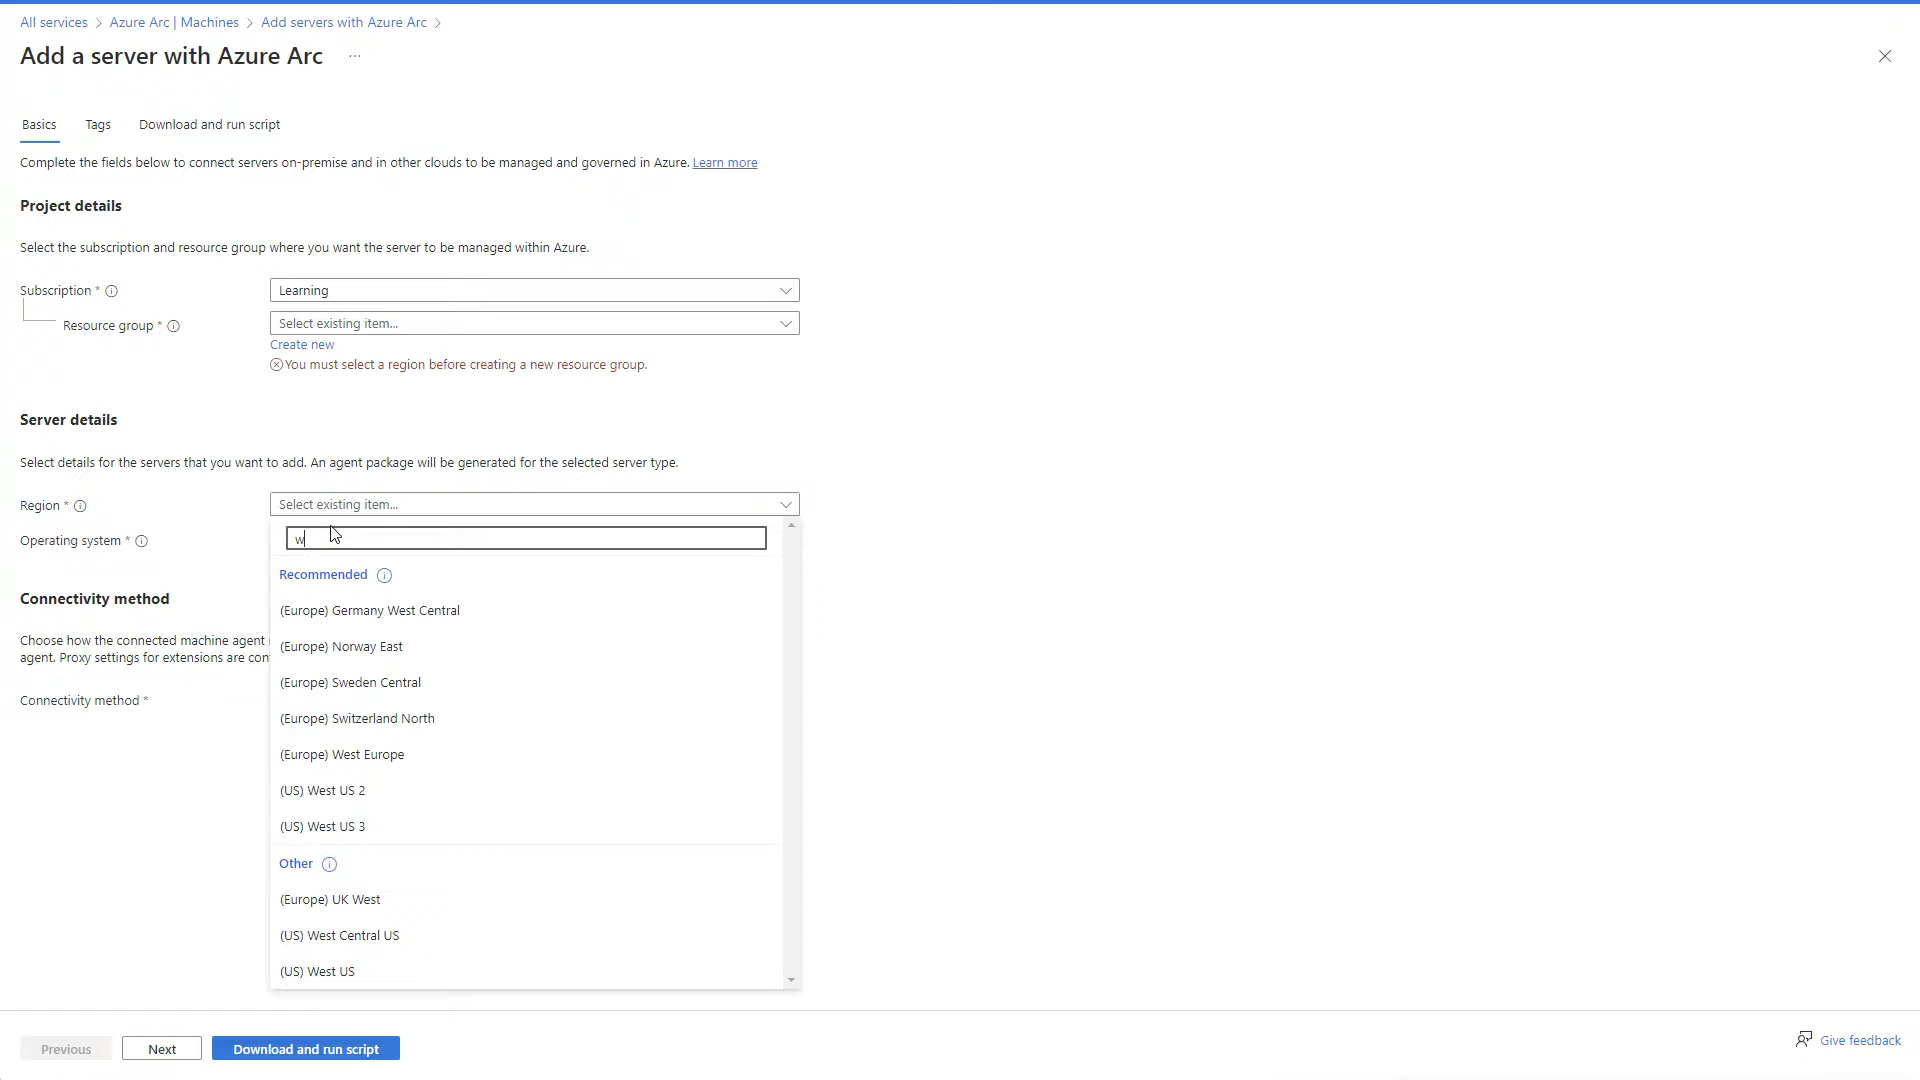 All services > Azure Arc | Machines > Add servers with Azure Arc >
Add a server with Azure Arc ...
Basics Tags Download and run script
Complete the fields below to connect servers on-premise and in other clouds to be managed and governed in Azure. Learn more
Project details
Select the subscription and resource group where you want the server to be managed within Azure.
Subscription * Learning
Resource group * Select existing item...
Create new
You must select a region before creating a new resource group.
Server details
Select details for the servers that you want to add. An agent package will be generated for the selected server type.
Region * Select existing item...
w
Operating system *
Recommended
(Europe) Germany West Central
(Europe) Norway East
(Europe) Sweden Central
(Europe) Switzerland North
(Europe) West Europe
(US) West US 2
(US) West US 3
Other
(Europe) UK West
(US) West Central US
(US) West US
Connectivity method
Choose how the connected machine agent
agent. Proxy settings for extensions are
Connectivity method *
Previous Next Download and run script
Give feedback